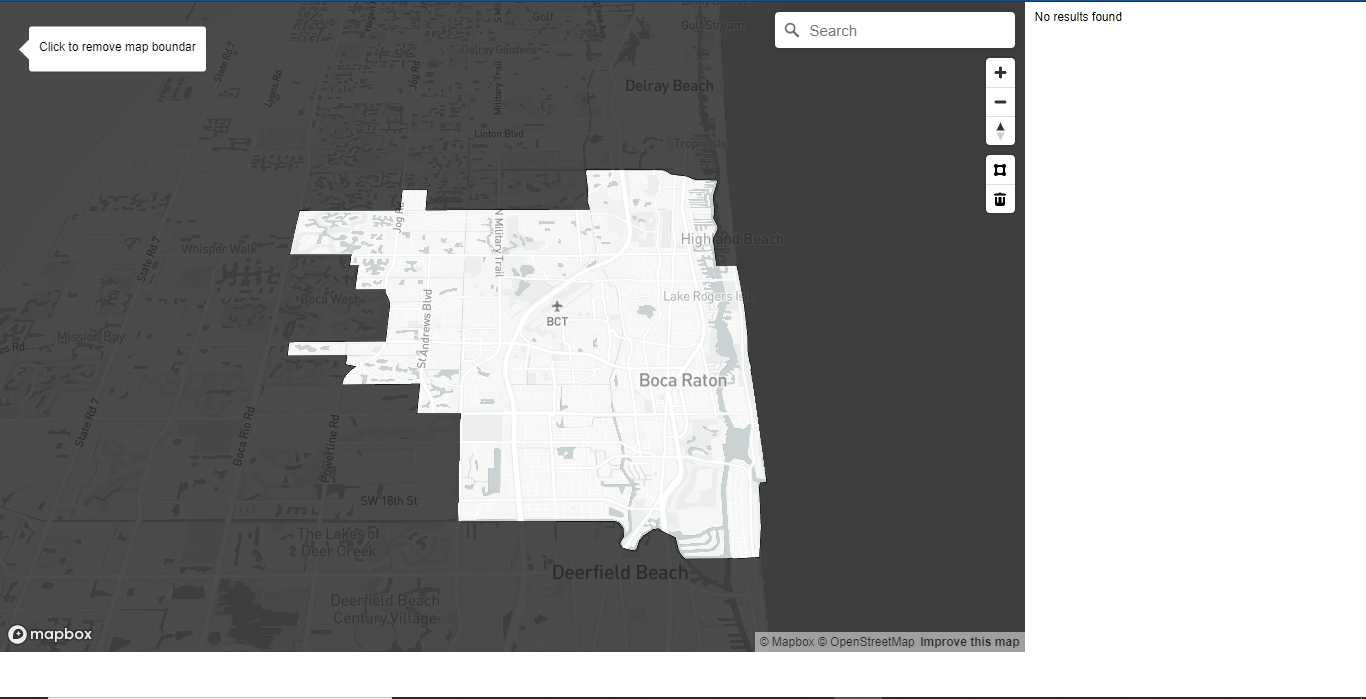 No results found
Click to remove map boundar
Search
Golf
Gulf Stream
Delray Gardens
State Rd 7
Lyons Rd
Jog Rd
Military Trail
Delray Beach
Linton Blvd
Tropic Isle
Jog Rd
N Military Trail
Highland Beach
Whisper Walk
State Rd 7
Boca West
Lake Rogers Is
BCT
Mission Bay
es Rd
St Andrews Blvd
Boca Raton
State Rd 7
Boca Rio Rd
Powerline Rd
SW 18th St
The Lakes of
Deer Creek
Deerfield Beach
Deerfield Beach
Century Village
mapbox
© Mapbox © OpenStreetMap Improve this map